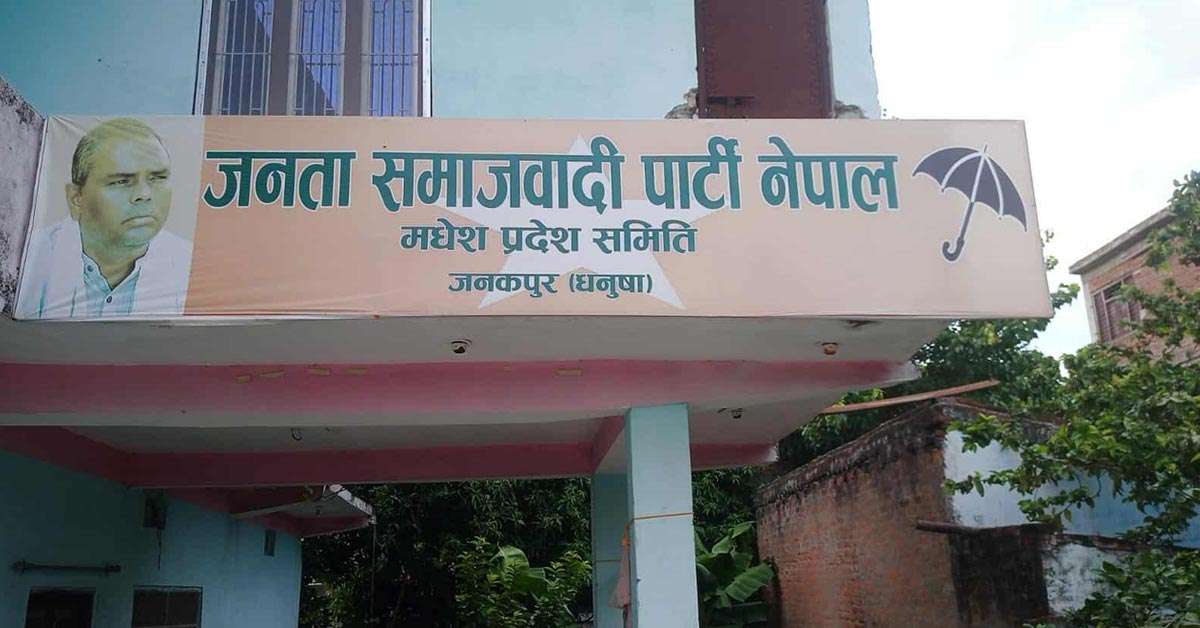 जनता समाजवादी पार्टी नेपाल
मधेश प्रदेश समिति
जनकपुर (धनुषा)